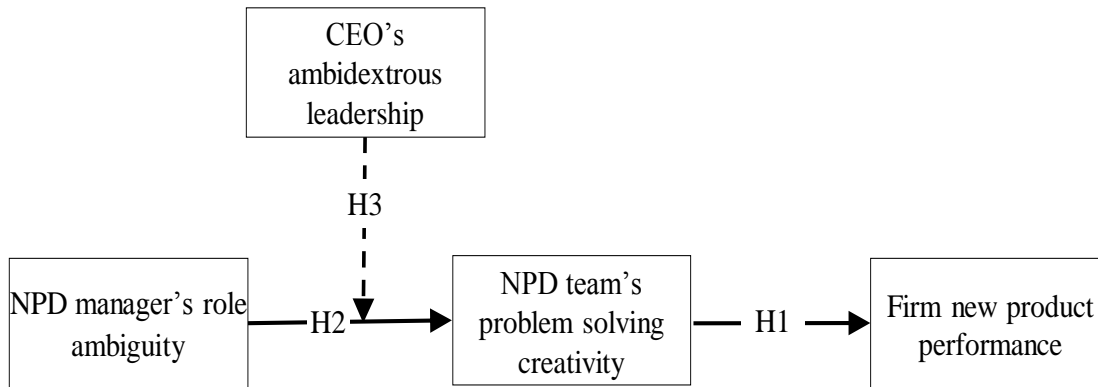 CEO’s
ambidextrous
leadership
H3
NPD manager’s role
ambiguity
H2
NPD team’s
problem solving
creativity
H1
Firm new product
performance